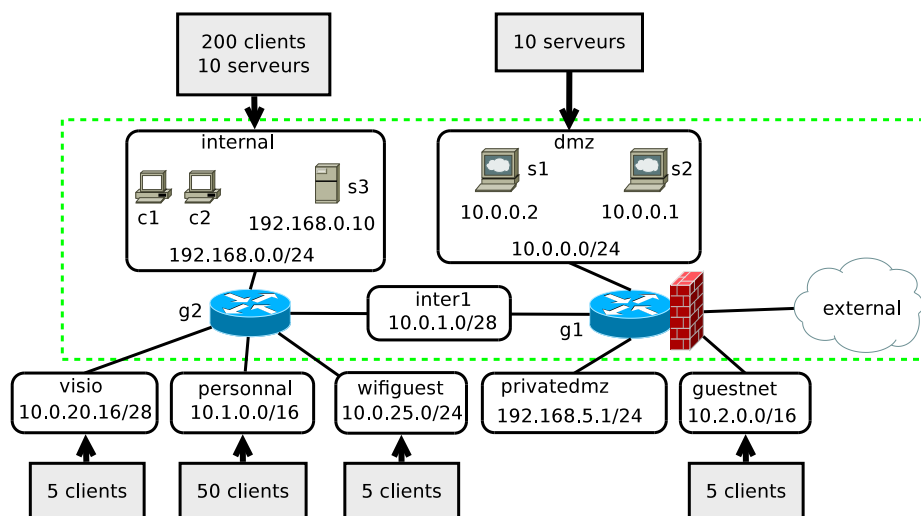 200 clients
10 serveurs
10 serveurs
internal
c1
c2
s3
192.168.0.10
192.168.0.0/24
dmz
s1
s2
10.0.0.2
10.0.0.1
10.0.0.0/24
g2
inter1
10.0.1.0/28
g1
external
visio
10.0.20.16/28
personnal
10.1.0.0/16
wifiguest
10.0.25.0/24
privatedmz
192.168.5.1/24
guestnet
10.2.0.0/16
5 clients
50 clients
5 clients
5 clients